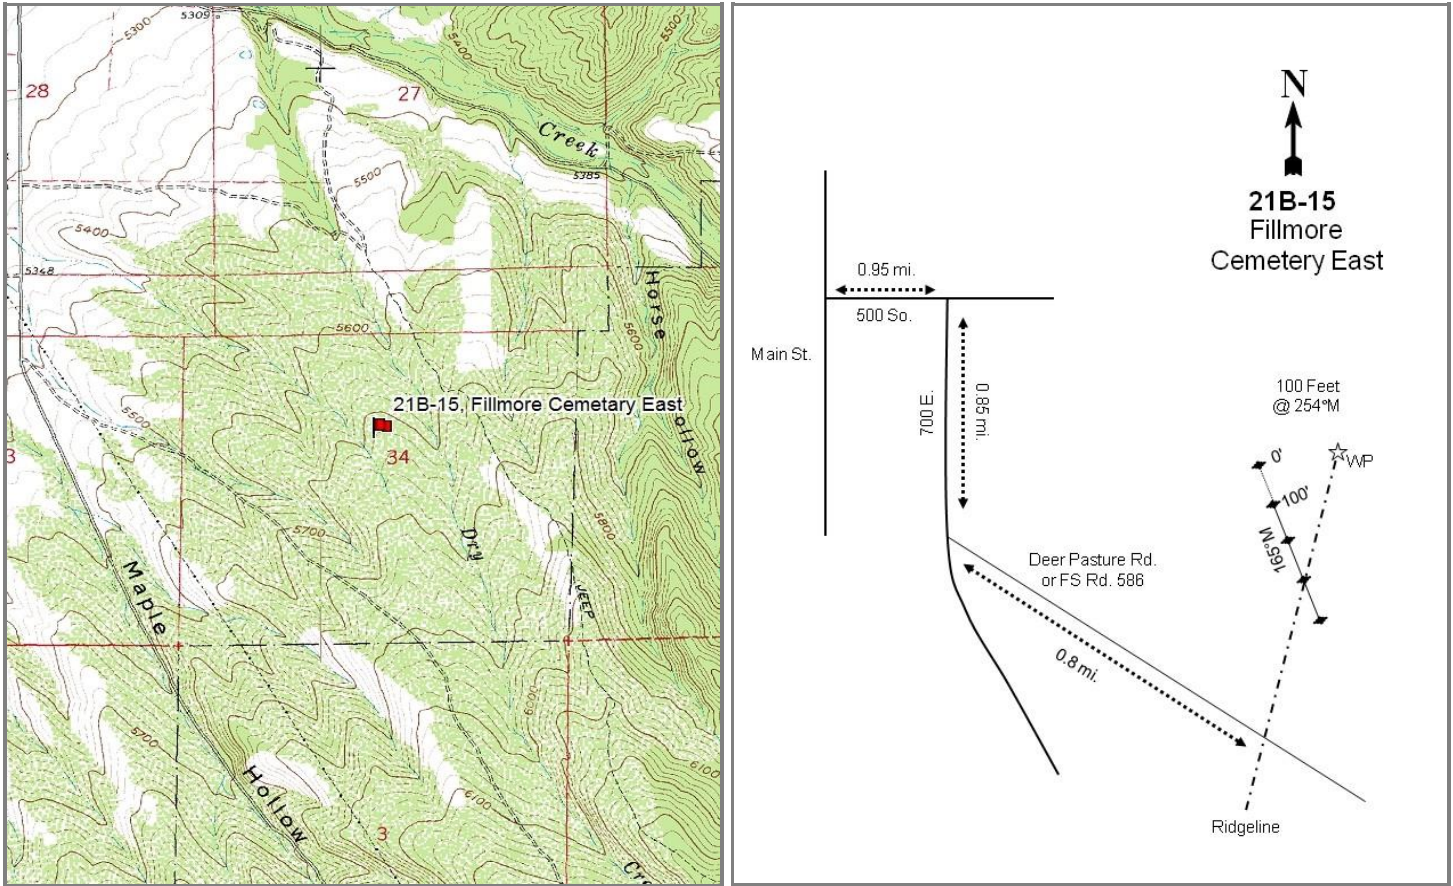 5309
5300
5400
5500
28
27
Creek
5385
5500
5400
5348
Horse
5600
5600
21B-15, Fillmore Cemetary East
5500
Hollow
3
34
5800
5700
Dry
JEEP
Maple
6000
5700
6100
Hollow
6100
3
Cre
N
21B-15
Fillmore
Cemetery East
0.95 mi.
500 So.
Main St.
700 E.
0.85 mi.
100 Feet
@ 254°M
0'
WP
100'
165°M
Deer Pasture Rd.
or FS Rd. 586
0.8 mi.
Ridgeline